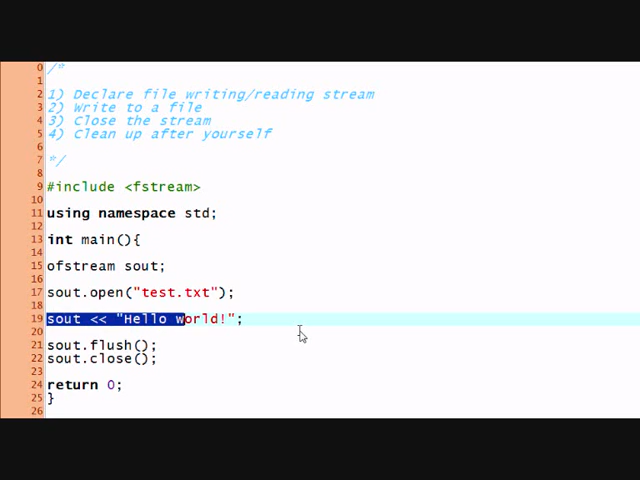 0 /*
1
2 1) Declare file writing/reading stream
3 2) Write to a file
4 3) Close the stream
5 4) Clean up after yourself
6
7 */
8
9 #include <fstream>
10
11 using namespace std;
12
13 int main(){
14
15 ofstream sout;
16
17 sout.open("test.txt");
18
19 sout << "Hello world!";
20
21 sout.flush();
22 sout.close();
23
24 return 0;
25 }
26